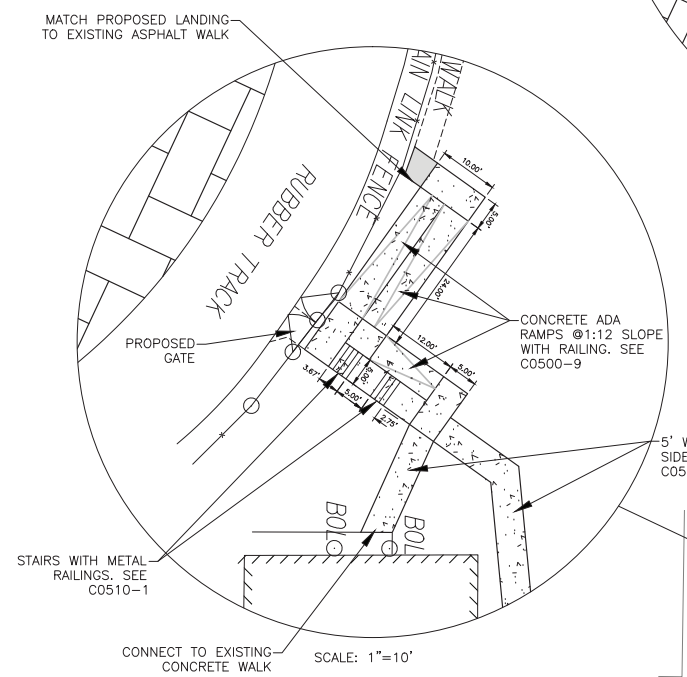 MATCH PROPOSED LANDING
TO EXISTING ASPHALT WALK
WALK
AIN LINK FENCE
RUBBER TRACK
10.00'
5.00'
24.00'
PROPOSED
GATE
CONCRETE ADA
RAMPS @1:12 SLOPE
WITH RAILING. SEE
C0500-9
12.00'
5.00'
3.67'
5.00'
6.00'
2.75'
5' W
SIDE
C05
BOL
BOL
STAIRS WITH METAL
RAILINGS. SEE
C0510-1
CONNECT TO EXISTING
CONCRETE WALK
SCALE: 1"=10'